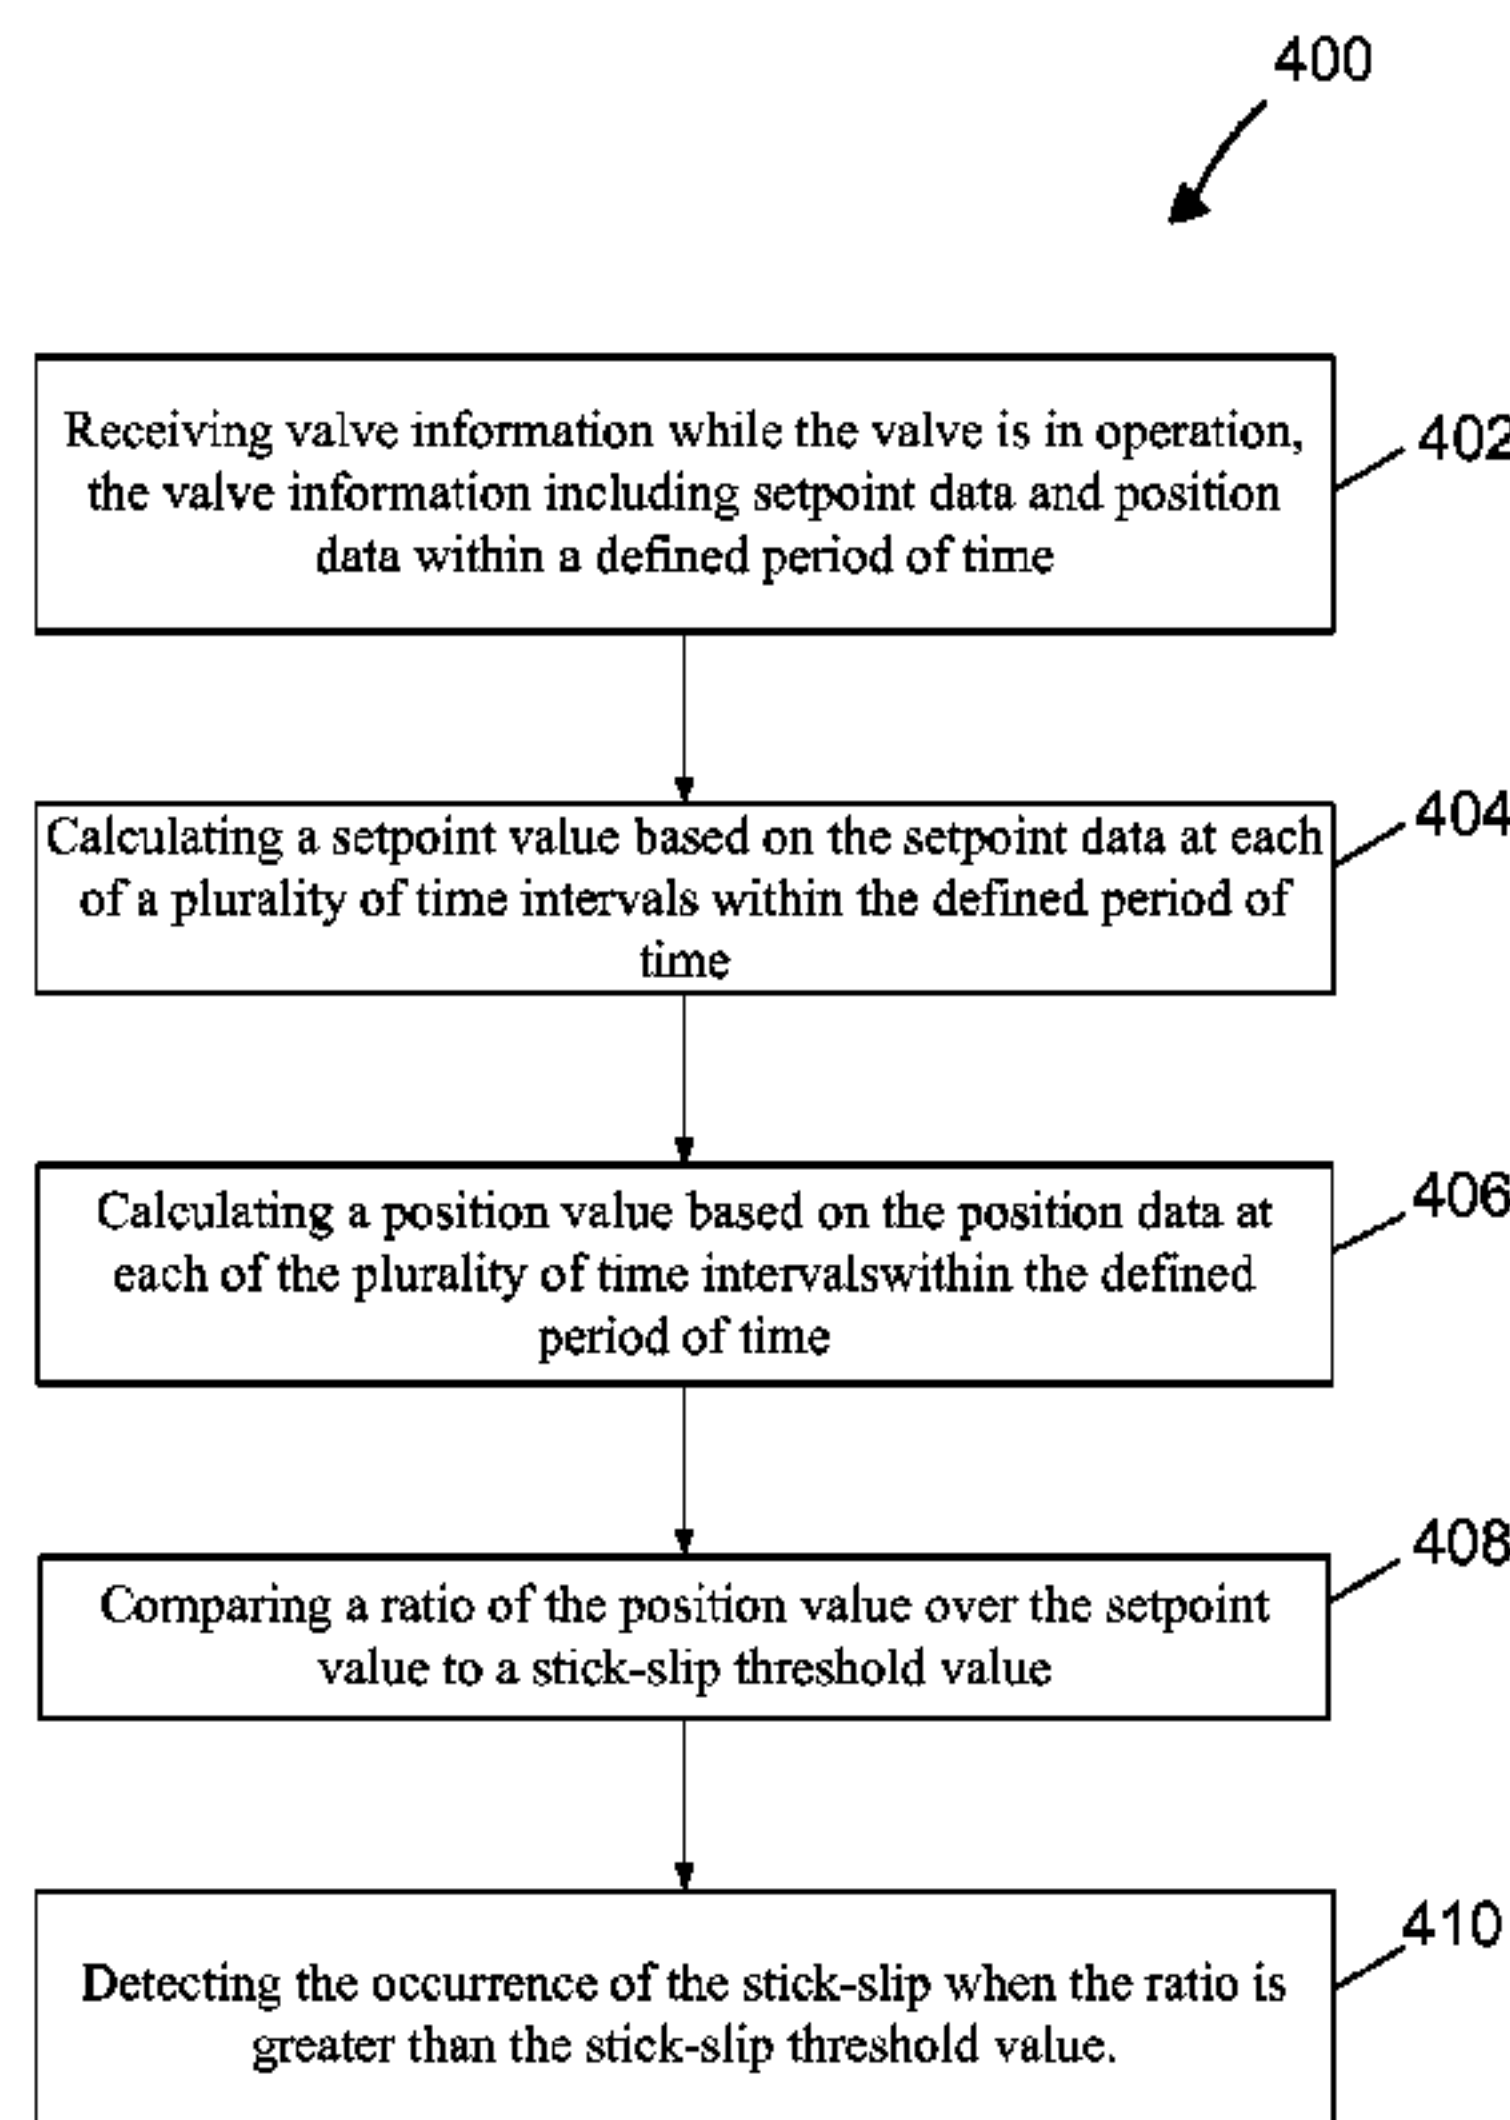 400
Receiving valve information while the valve is in operation,
the valve information including setpoint data and position
data within a defined period of time
402
Calculating a setpoint value based on the setpoint data at each
of a plurality of time intervals within the defined period of
time
404
Calculating a position value based on the position data at
each of the plurality of time intervalswithin the defined
period of time
406
Comparing a ratio of the position value over the setpoint
value to a stick-slip threshold value
408
Detecting the occurrence of the stick-slip when the ratio is
greater than the stick-slip threshold value.
410